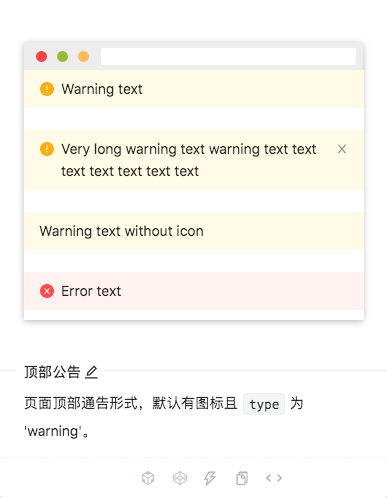 Warning text
Very long warning text warning text text
text text text text text
Warning text without icon
Error text
顶部公告
页面顶部通告形式，默认有图标且 type 为
'warning'。